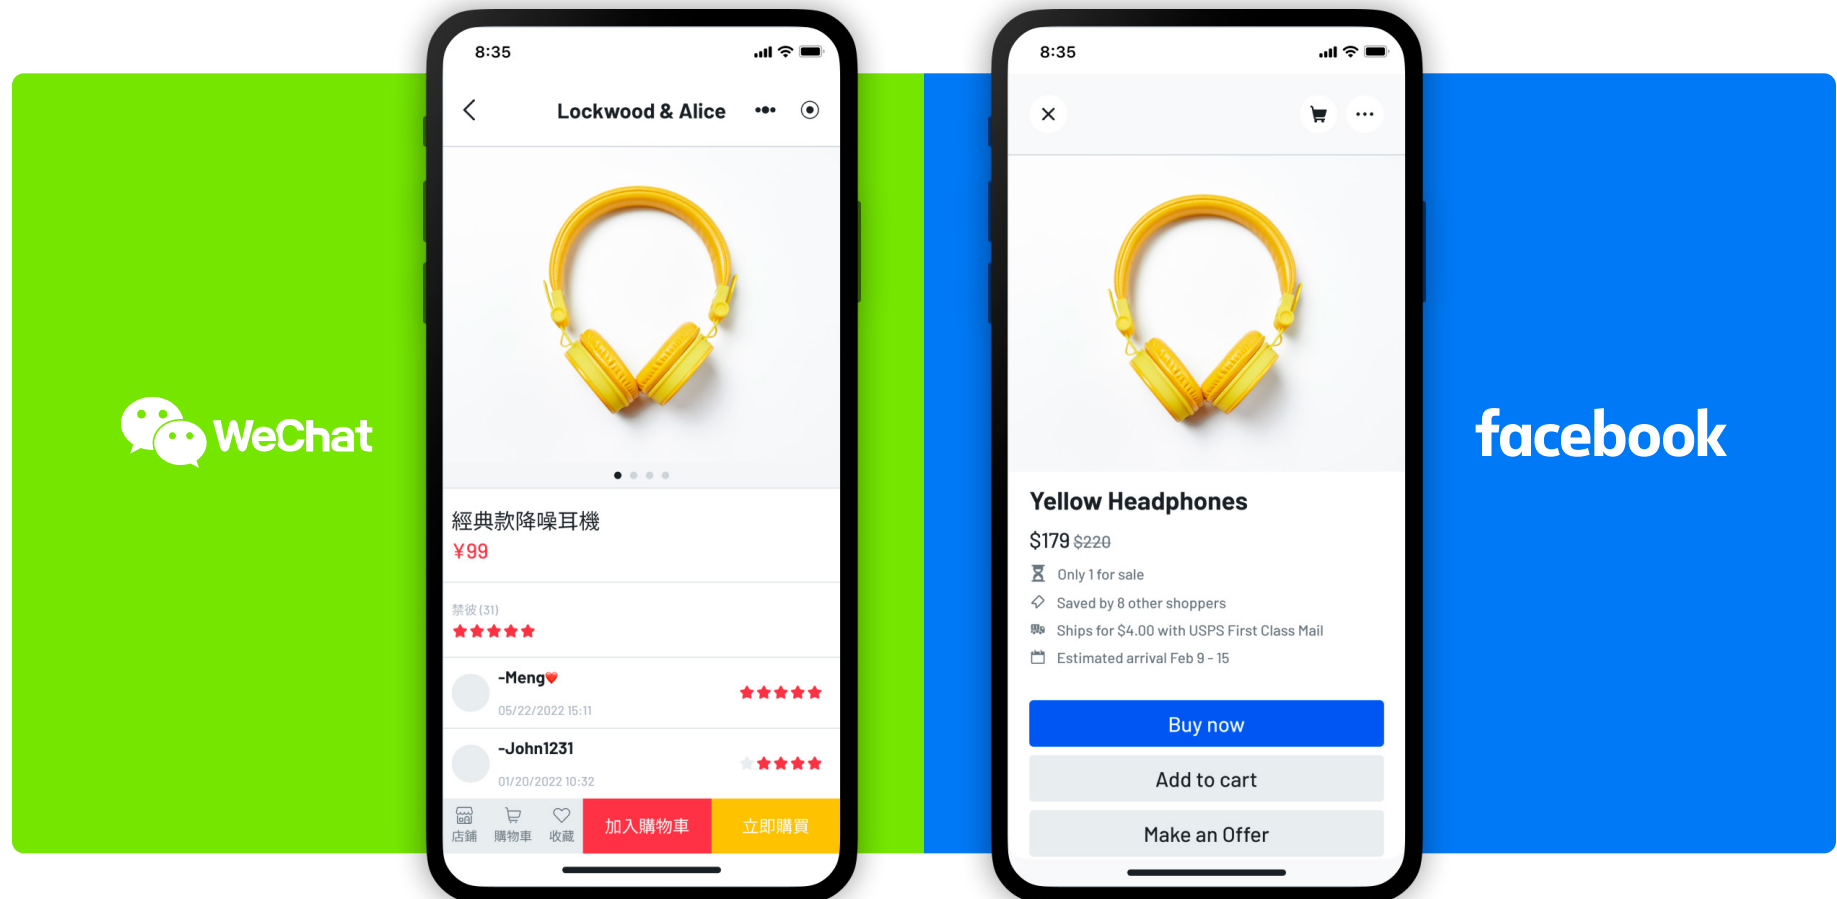 WeChat
8:35
Lockwood & Alice
經典款降噪耳機
¥99
禁彼 (31)
-Meng❤️
05/22/2022 15:11
-John1231
01/20/2022 10:32
店鋪
購物車
收藏
加入購物車
立即購買
8:35
Yellow Headphones
$179 $220
Only 1 for sale
Saved by 8 other shoppers
Ships for $4.00 with USPS First Class Mail
Estimated arrival Feb 9 - 15
Buy now
Add to cart
Make an Offer
facebook